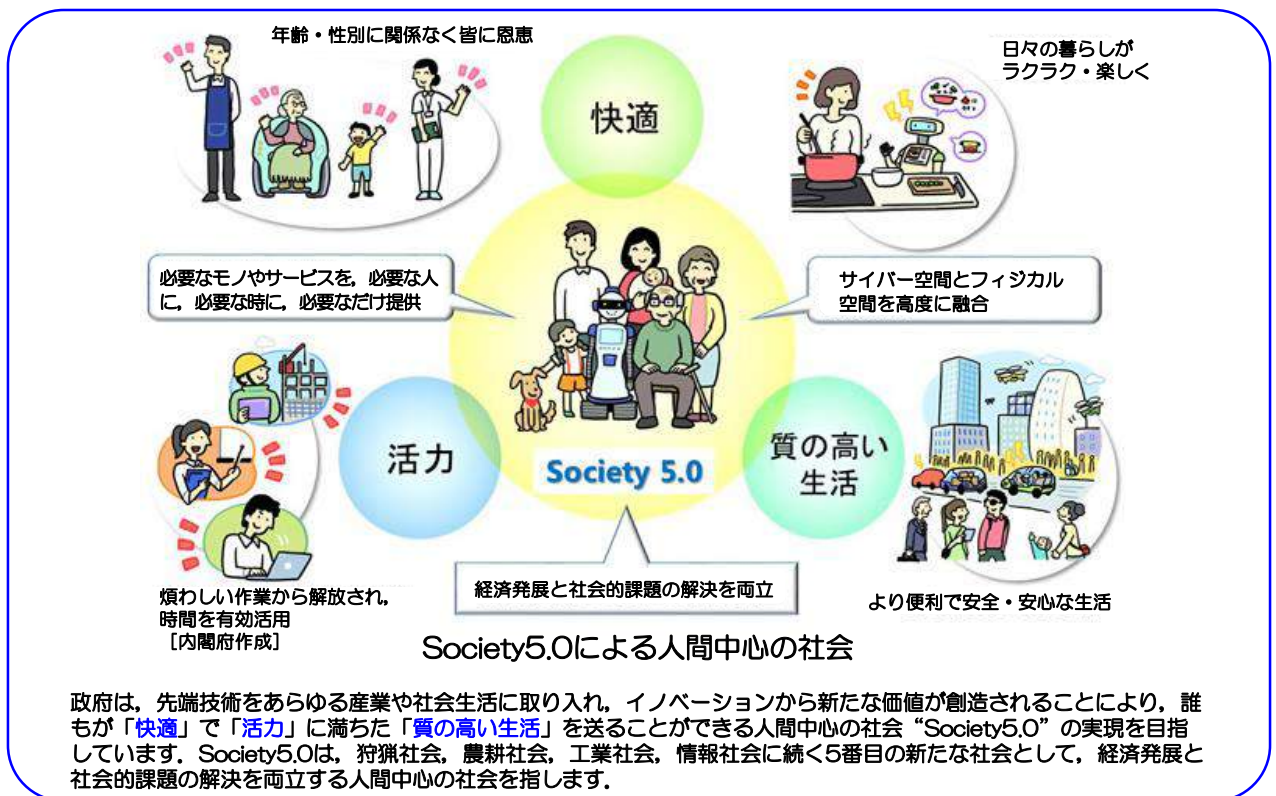 年齢・性別に関係なく皆に恩恵
日々の暮らしが
ラクラク・楽しく
快適
必要なモノやサービスを，必要な人
に，必要な時に，必要なだけ提供
サイバー空間とフィジカル
空間を高度に融合
活力
Society 5.0
質の高い
生活
経済発展と社会的課題の解決を両立
煩わしい作業から解放され，
時間を有効活用
［内閣府作成］
より便利で安全・安心な生活
Society5.0による人間中心の社会
政府は，先端技術をあらゆる産業や社会生活に取り入れ，イノベーションから新たな価値が創造されることにより，誰
もが「快適」で「活力」に満ちた「質の高い生活」を送ることができる人間中心の社会“Society5.0”の実現を目指
しています．Society5.0は，狩猟社会，農耕社会，工業社会，情報社会に続く5番目の新たな社会として，経済発展と
社会的課題の解決を両立する人間中心の社会を指します．